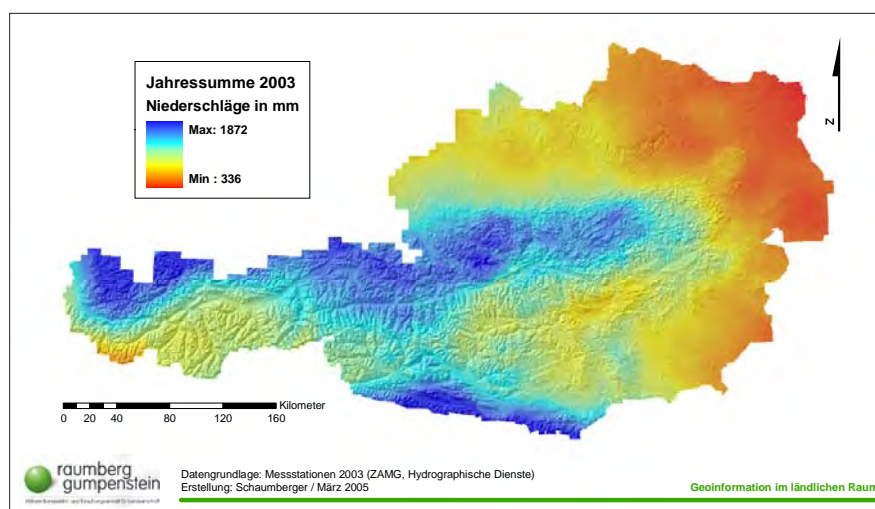 Jahressumme 2003
Niederschläge in mm
Max: 1872
Min : 336
N
Kilometer
0 20 40 80 120 160
raumberg
gumpenstein
Datengrundlage: Messstationen 2003 (ZAMG, Hydrographische Dienste)
Erstellung: Schaumberger / März 2005
Geoinformation im ländlichen Raum